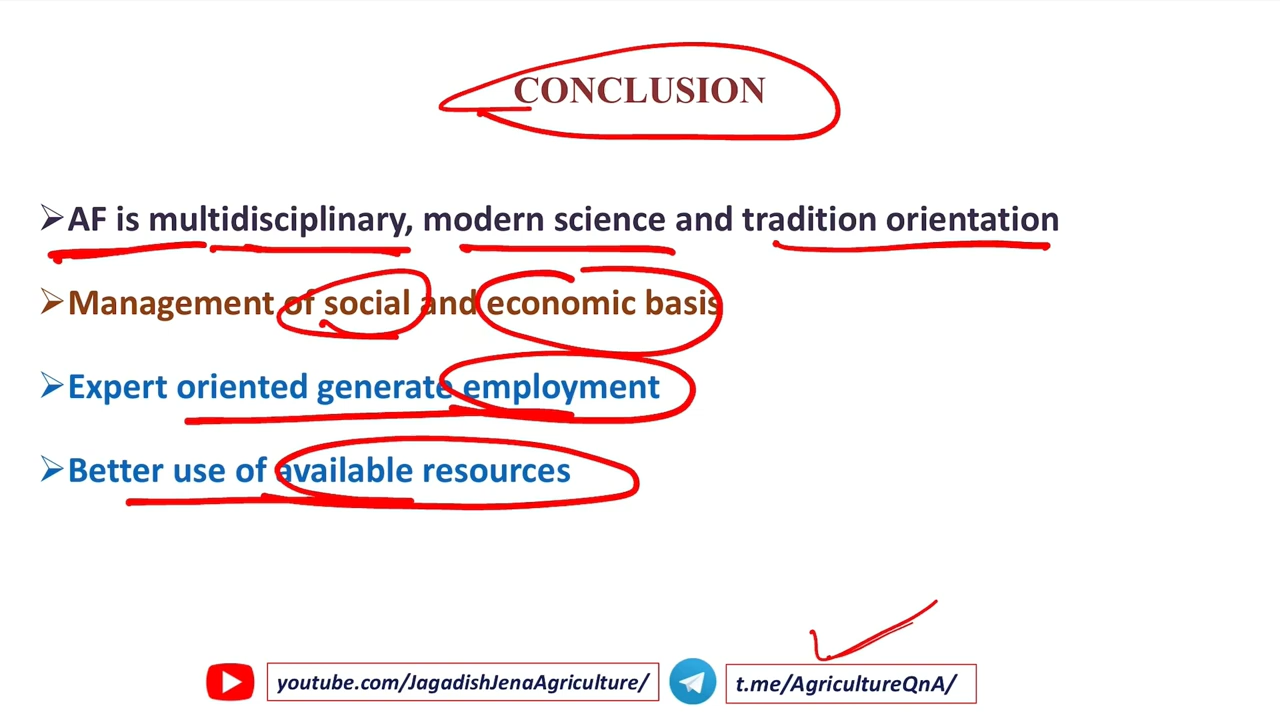 CONCLUSION
➢AF is multidisciplinary, modern science and tradition orientation
➢Management of social and economic basis
➢Expert oriented generate employment
➢Better use of available resources
youtube.com/JagadishJenaAgriculture/
t.me/AgricultureQnA/